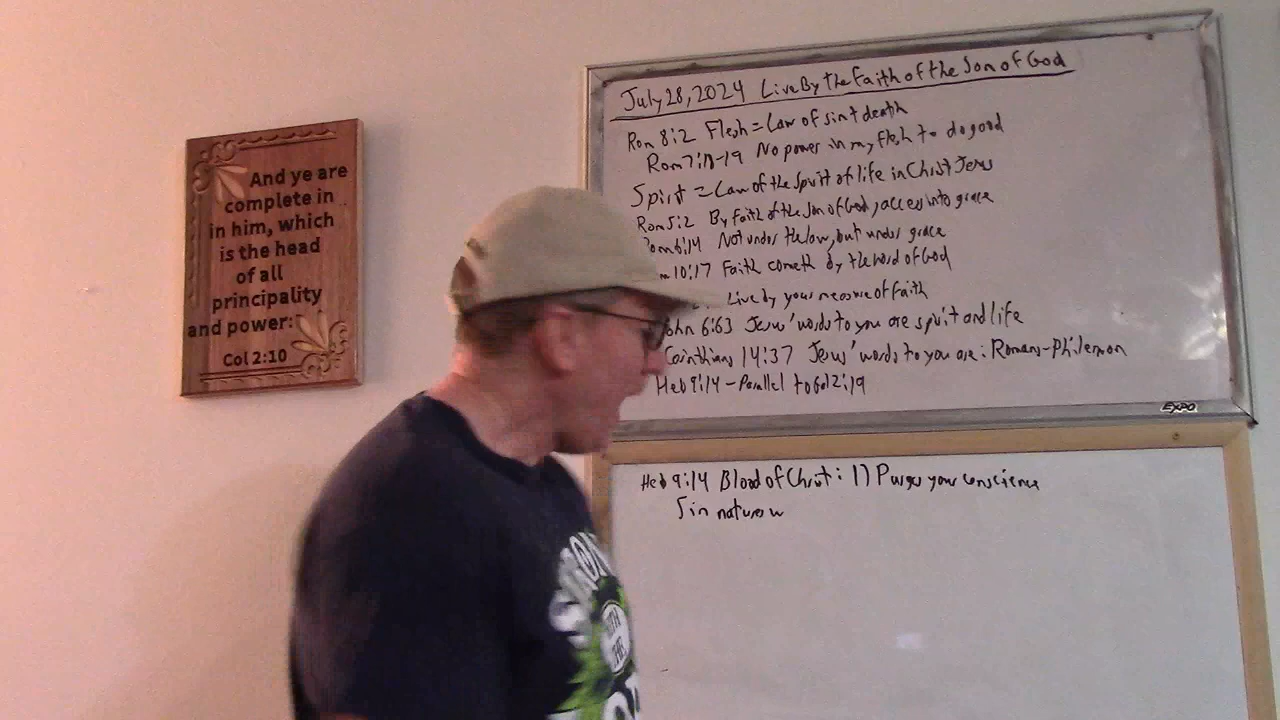 And ye are
complete in
in him, which
is the head
of all
principality
and power:
Col 2:10
July 28, 2024 Live By the Faith of the Son of God
Rom 8:2 Flesh = Law of sin + death
Rom 7:18-19 No power in my flesh to do good
Spirit = Law of the spirit of life in Christ Jesus
Rom 5:2 By faith of the Son of God, access into grace
Rom 6:14 Not under the law, but under grace
10:17 Faith cometh by the word of God
Live by your measure of faith
John 6:63 Jesus' words to you are spirit and life
Corinthians 14:37 Jesus' words to you are: Romans-Philemon
Heb 9:14 - Parallel to Gal 2:19
EXPO
Heb 9:14 Blood of Christ: 1) Purges your conscience
Sin nature w
STRONG
THE